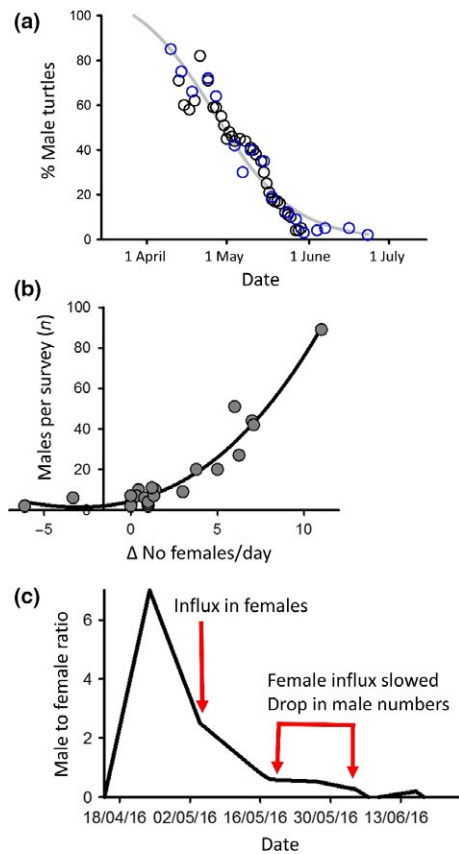 (a)
100
80
60
40
20
0
% Male turtles
1 April
1 May
1 June
1 July
Date
(b)
100
80
60
40
20
0
Males per survey (n)
−5
0
5
10
Δ No females/day
(c)
6
4
2
0
Male to female ratio
Influx in females
Female influx slowed
Drop in male numbers
18/04/16
02/05/16
16/05/16
30/05/16
13/06/16
Date